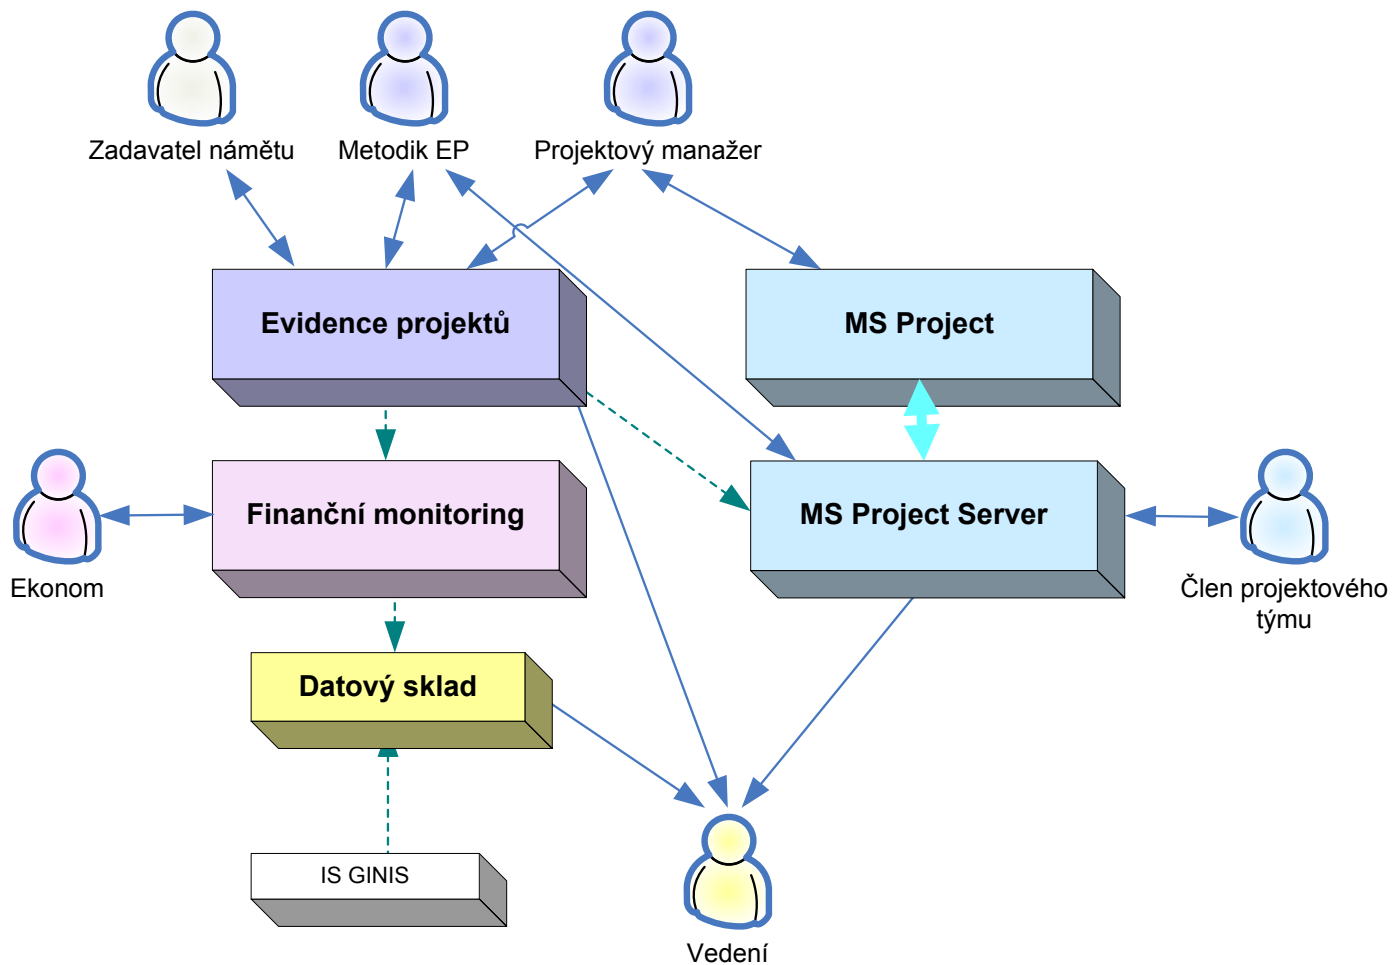 Zadavatel námětu
Metodik EP
Projektový manažer
Evidence projektů
MS Project
Finanční monitoring
MS Project Server
Ekonom
Člen projektového
týmu
Datový sklad
IS GINIS
Vedení